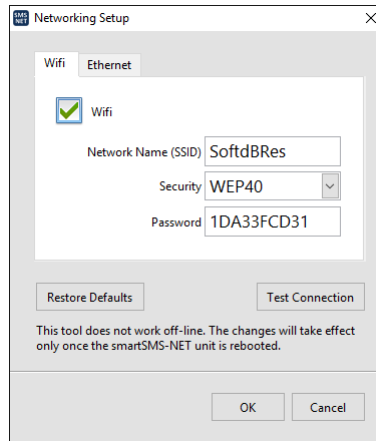 SMS
NET
Networking Setup
Wifi
Ethernet
Wifi
Network Name (SSID) SoftdBRes
Security WEP40
Password 1DA33FCD31
Restore Defaults
Test Connection
This tool does not work off-line. The changes will take effect
only once the smartSMS-NET unit is rebooted.
OK
Cancel